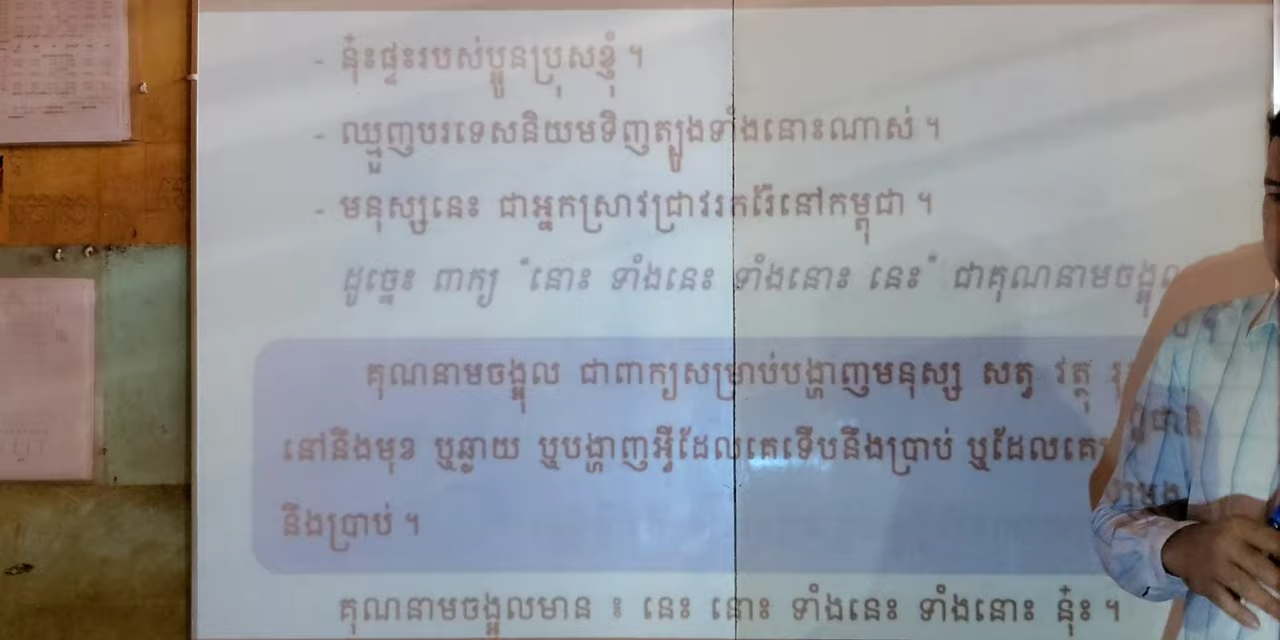 - នុ៎ះផ្ទះរបស់ប្អូនប្រុសខ្ញុំ ។
- ឈ្មួញបរទេសនិយមទិញត្បូងទាំងនោះណាស់ ។
- មនុស្សនេះ ជាអ្នកស្រាវជ្រាវរករ៉ែនៅកម្ពុជា ។
ដូច្នេះ ពាក្យ "នោះ ទាំងនេះ ទាំងនោះ នេះ" ជាគុណនាមចង្អុល
គុណនាមចង្អុល ជាពាក្យសម្រាប់បង្ហាញមនុស្ស សត្វ វត្ថុ
នៅនឹងមុខ ឬឆ្ងាយ ឬបង្ហាញអ្វីដែលគេទើបនឹងប្រាប់ ឬដែលគេ
នឹងប្រាប់ ។
គុណនាមចង្អុលមាន ៖ នេះ នោះ ទាំងនេះ ទាំងនោះ នុ៎ះ ។